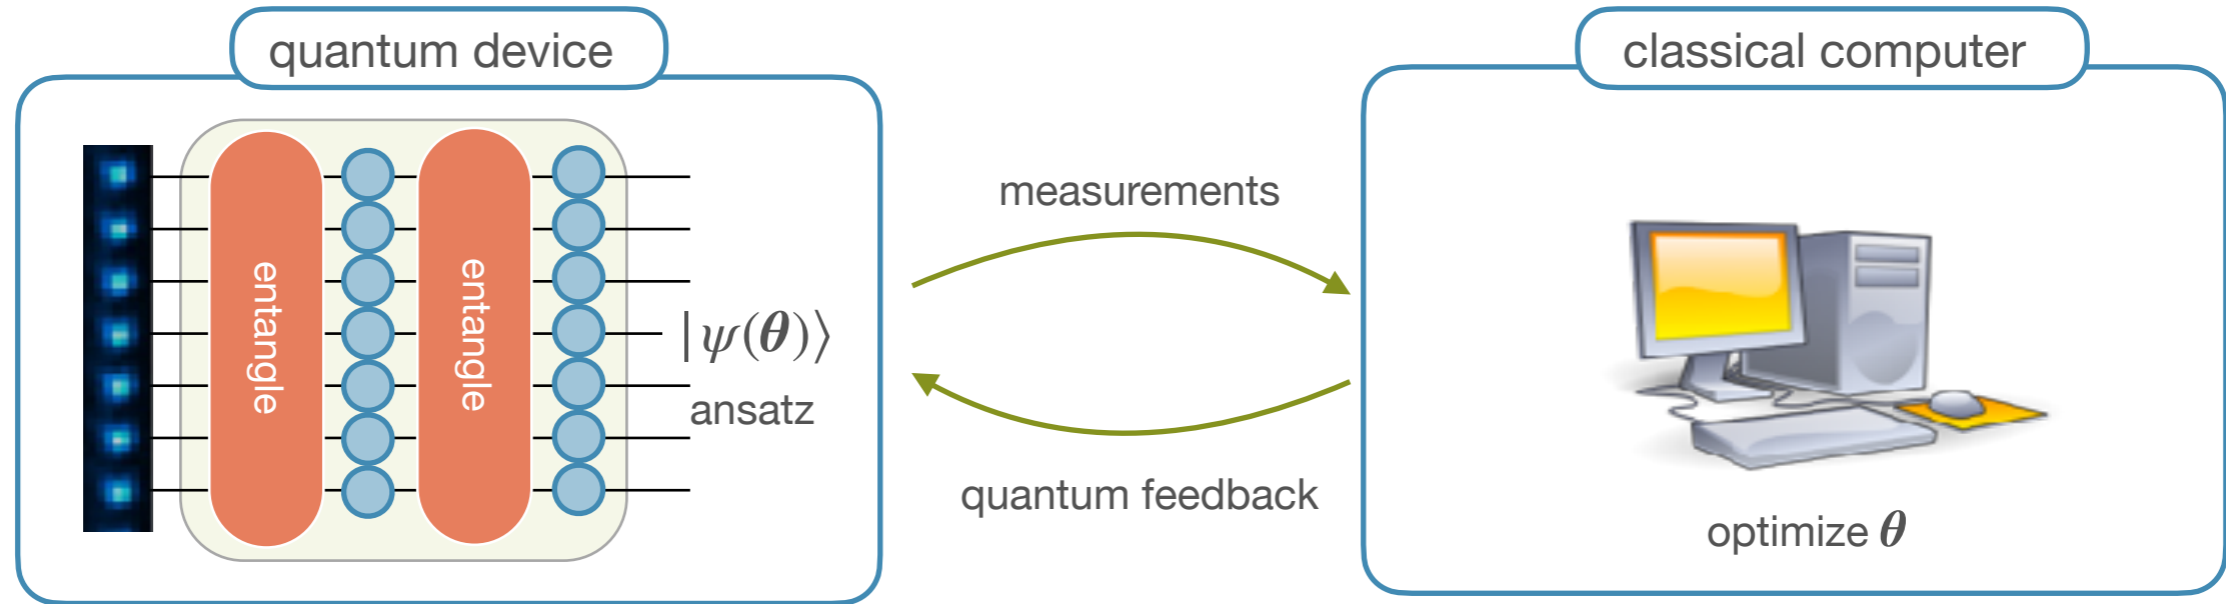 quantum device
classical computer
entangle
entangle
|ψ(θ)⟩
ansatz
measurements
quantum feedback
optimize θ